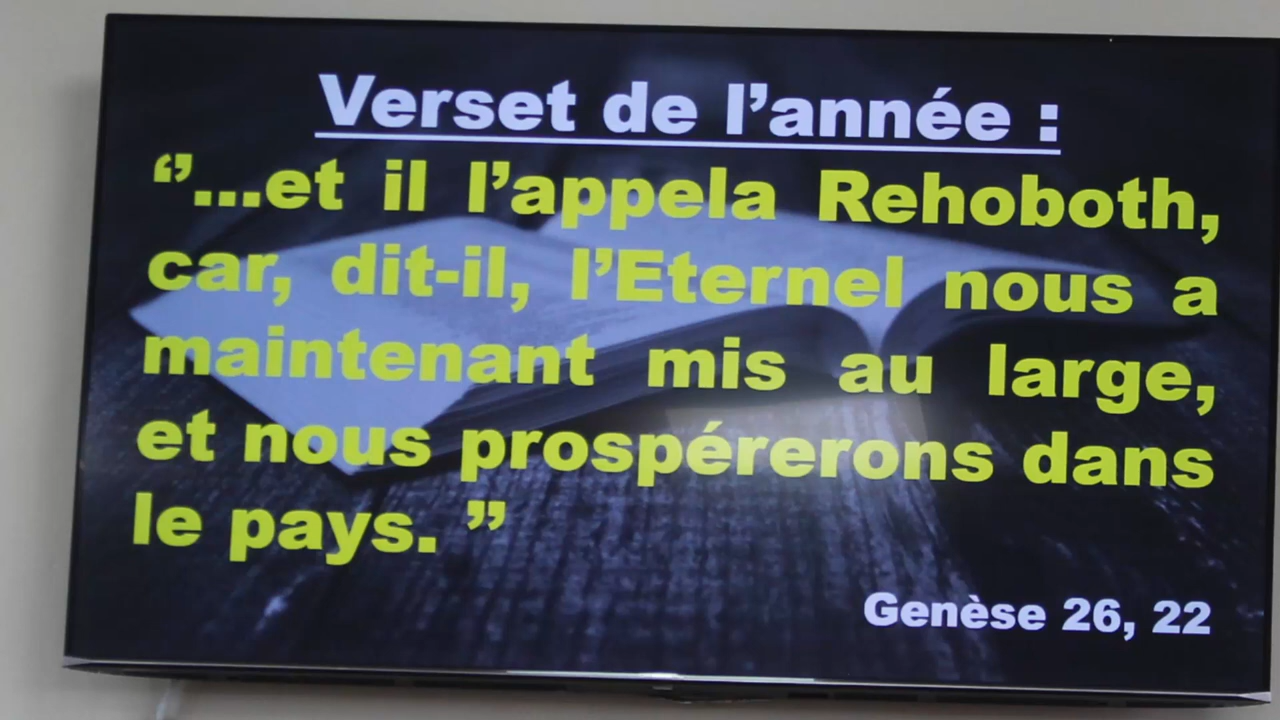 Verset de l’année :
‘’...et il l’appela Rehoboth,
car, dit-il, l’Eternel nous a
maintenant mis au large,
et nous prospérerons dans
le pays. ’’
Genèse 26, 22